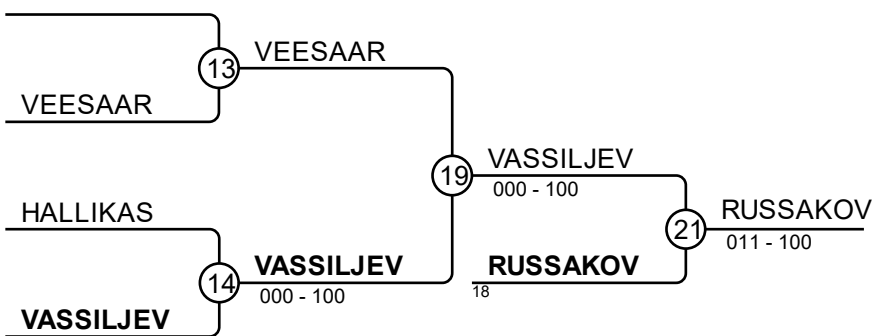 13
VEESAAR
VEESAAR
19
VASSILJEV
000 - 100
HALLIKAS
21
RUSSAKOV
011 - 100
14
VASSILJEV
000 - 100
RUSSAKOV
18
VASSILJEV